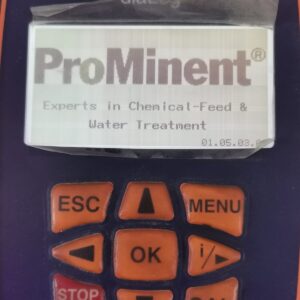 ProMinent®
Experts in Chemical-Feed &
Water Treatment
01.05.03.
ESC
MENU
OK
i/
STOP